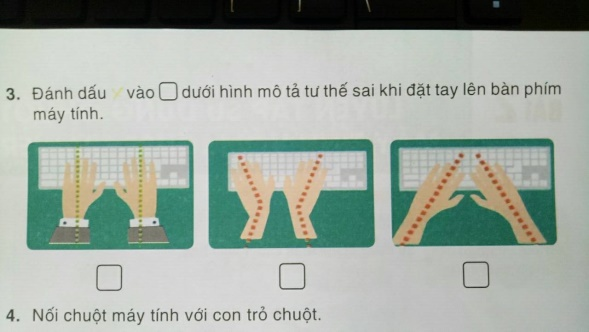 3. Đánh dấu × vào □ dưới hình mô tả tư thế sai khi đặt tay lên bàn phím
máy tính.
4. Nối chuột máy tính với con trỏ chuột.